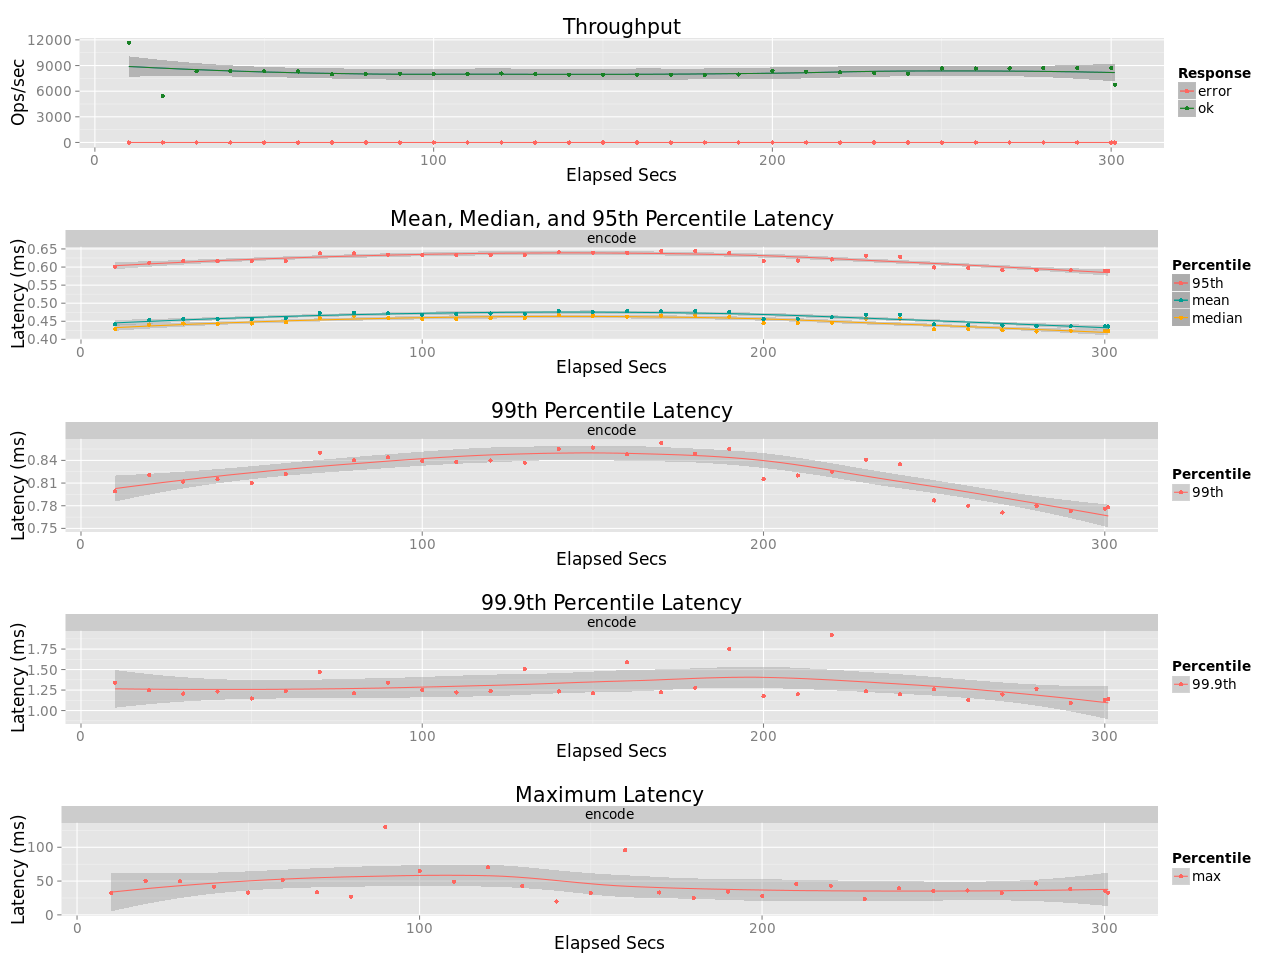 Throughput
12000
9000
6000
3000
0
Ops/sec
0 100 200 300
Elapsed Secs
Response
error
ok
Mean, Median, and 95th Percentile Latency
encode
0.65
0.60
0.55
0.50
0.45
0.40
Latency (ms)
0 100 200 300
Elapsed Secs
Percentile
95th
mean
median
99th Percentile Latency
encode
0.84
0.81
0.78
0.75
Latency (ms)
0 100 200 300
Elapsed Secs
Percentile
99th
99.9th Percentile Latency
encode
1.75
1.50
1.25
1.00
Latency (ms)
0 100 200 300
Elapsed Secs
Percentile
99.9th
Maximum Latency
encode
100
50
0
Latency (ms)
0 100 200 300
Elapsed Secs
Percentile
max